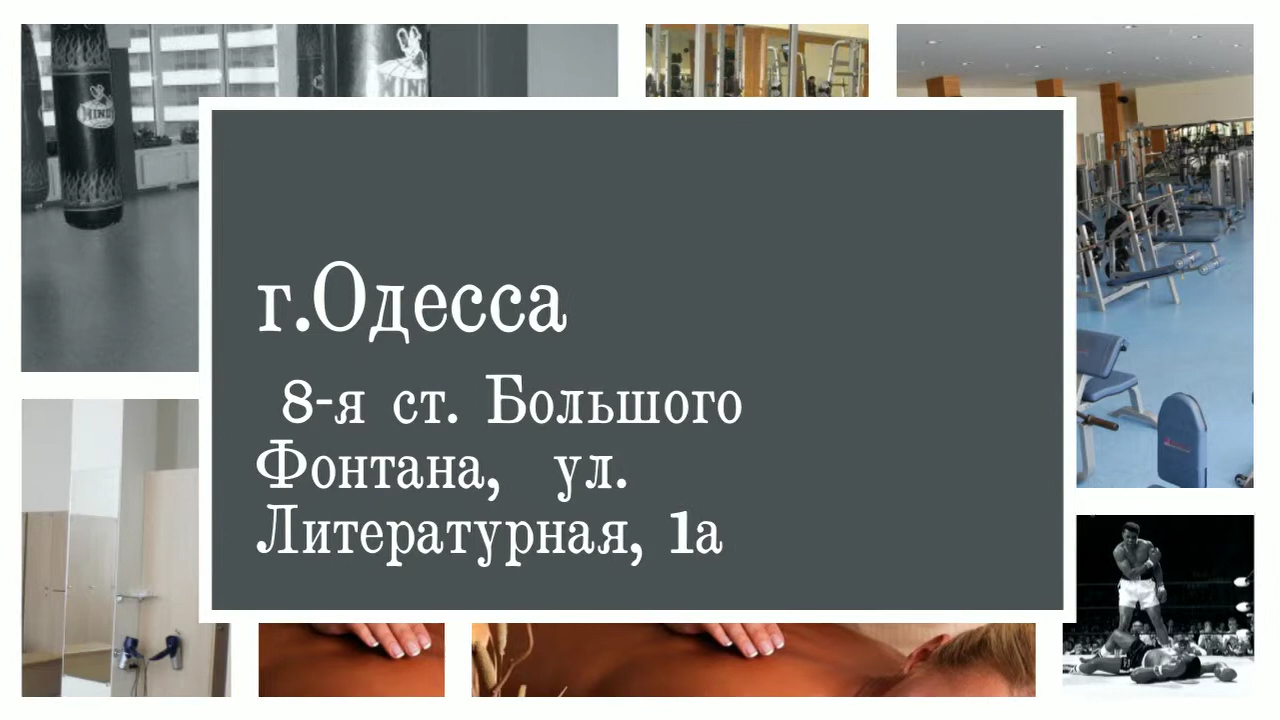 г.Одесса
8-я ст. Большого
Фонтана, ул.
Литературная, 1а